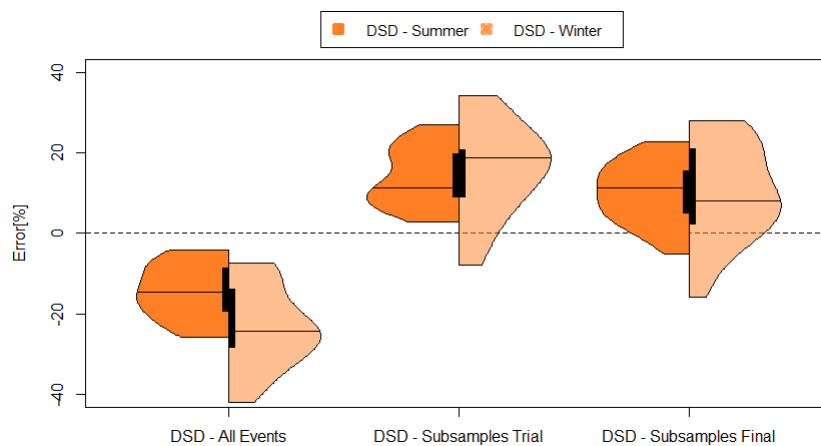 DSD - Summer DSD - Winter
40
20
0
-20
-40
Error[%]
DSD - All Events DSD - Subsamples Trial DSD - Subsamples Final